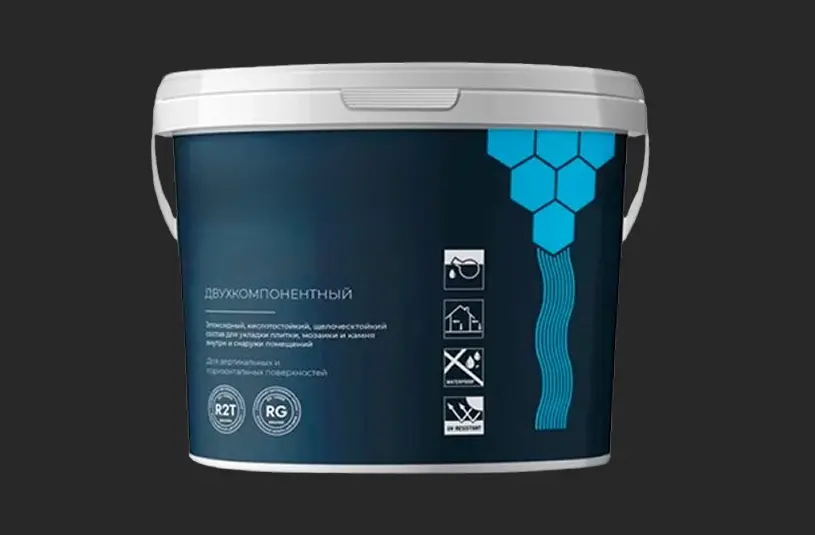 ДВУХКОМПОНЕНТНЫЙ
Эпоксидный, кислотостойкий, щелочестойкий
состав для укладки плитки, мозаики и камня
внутри и снаружи помещений
Для вертикальных и
горизонтальных поверхностей
R2T
RG
WATERPROOF
UV RESISTANT